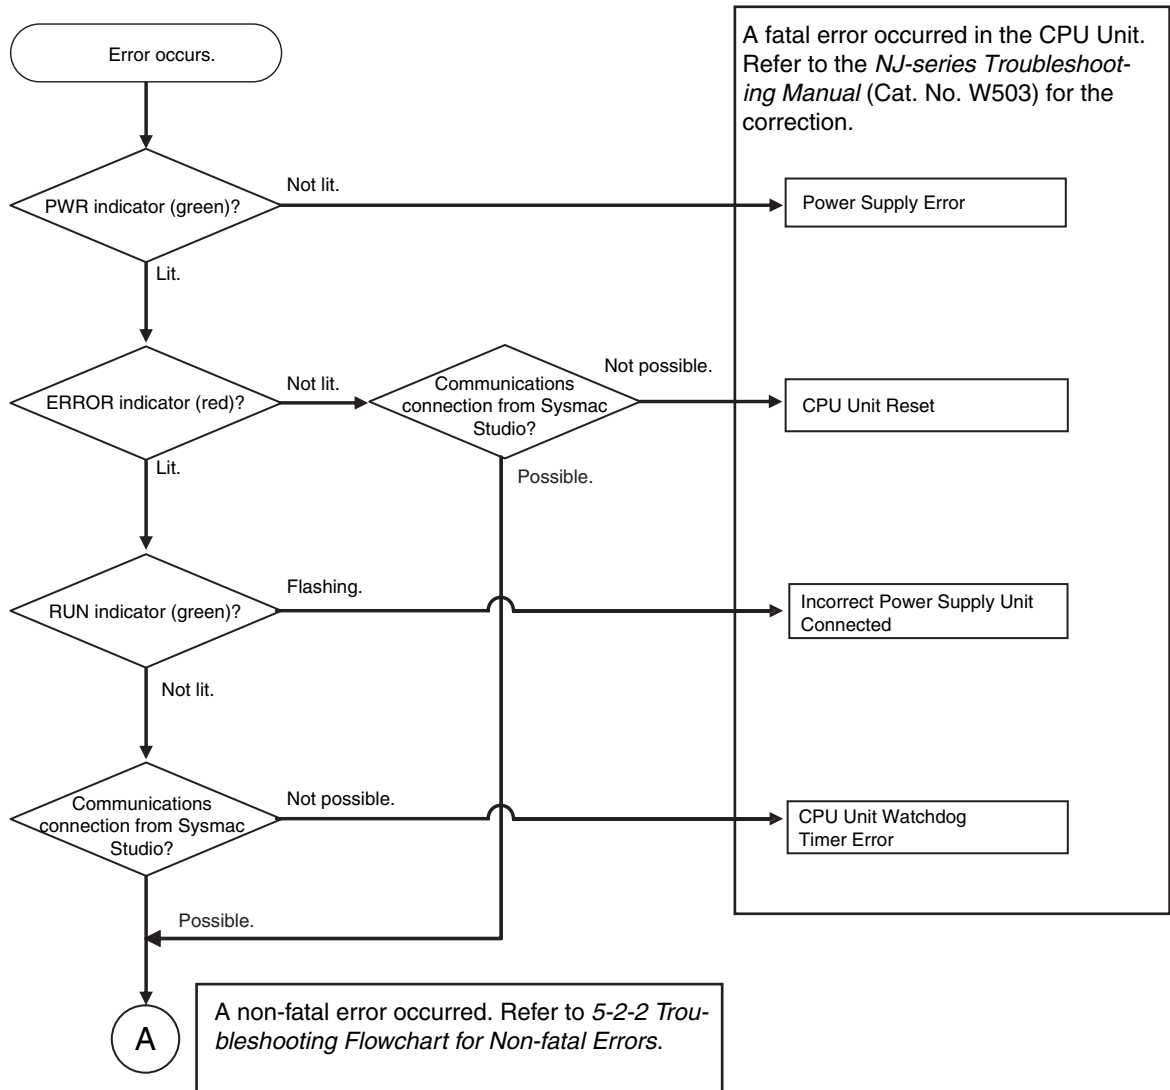 Error occurs.
A fatal error occurred in the CPU Unit.
Refer to the NJ-series Troubleshoot-
ing Manual (Cat. No. W503) for the
correction.
PWR indicator (green)?
Not lit.
Power Supply Error
Lit.
ERROR indicator (red)?
Not lit.
Communications
connection from Sysmac
Studio?
Not possible.
CPU Unit Reset
Lit.
Possible.
RUN indicator (green)?
Flashing.
Incorrect Power Supply Unit
Connected
Not lit.
Communications
connection from Sysmac
Studio?
Not possible.
CPU Unit Watchdog
Timer Error
Possible.
A
A non-fatal error occurred. Refer to 5-2-2 Trou-
bleshooting Flowchart for Non-fatal Errors.